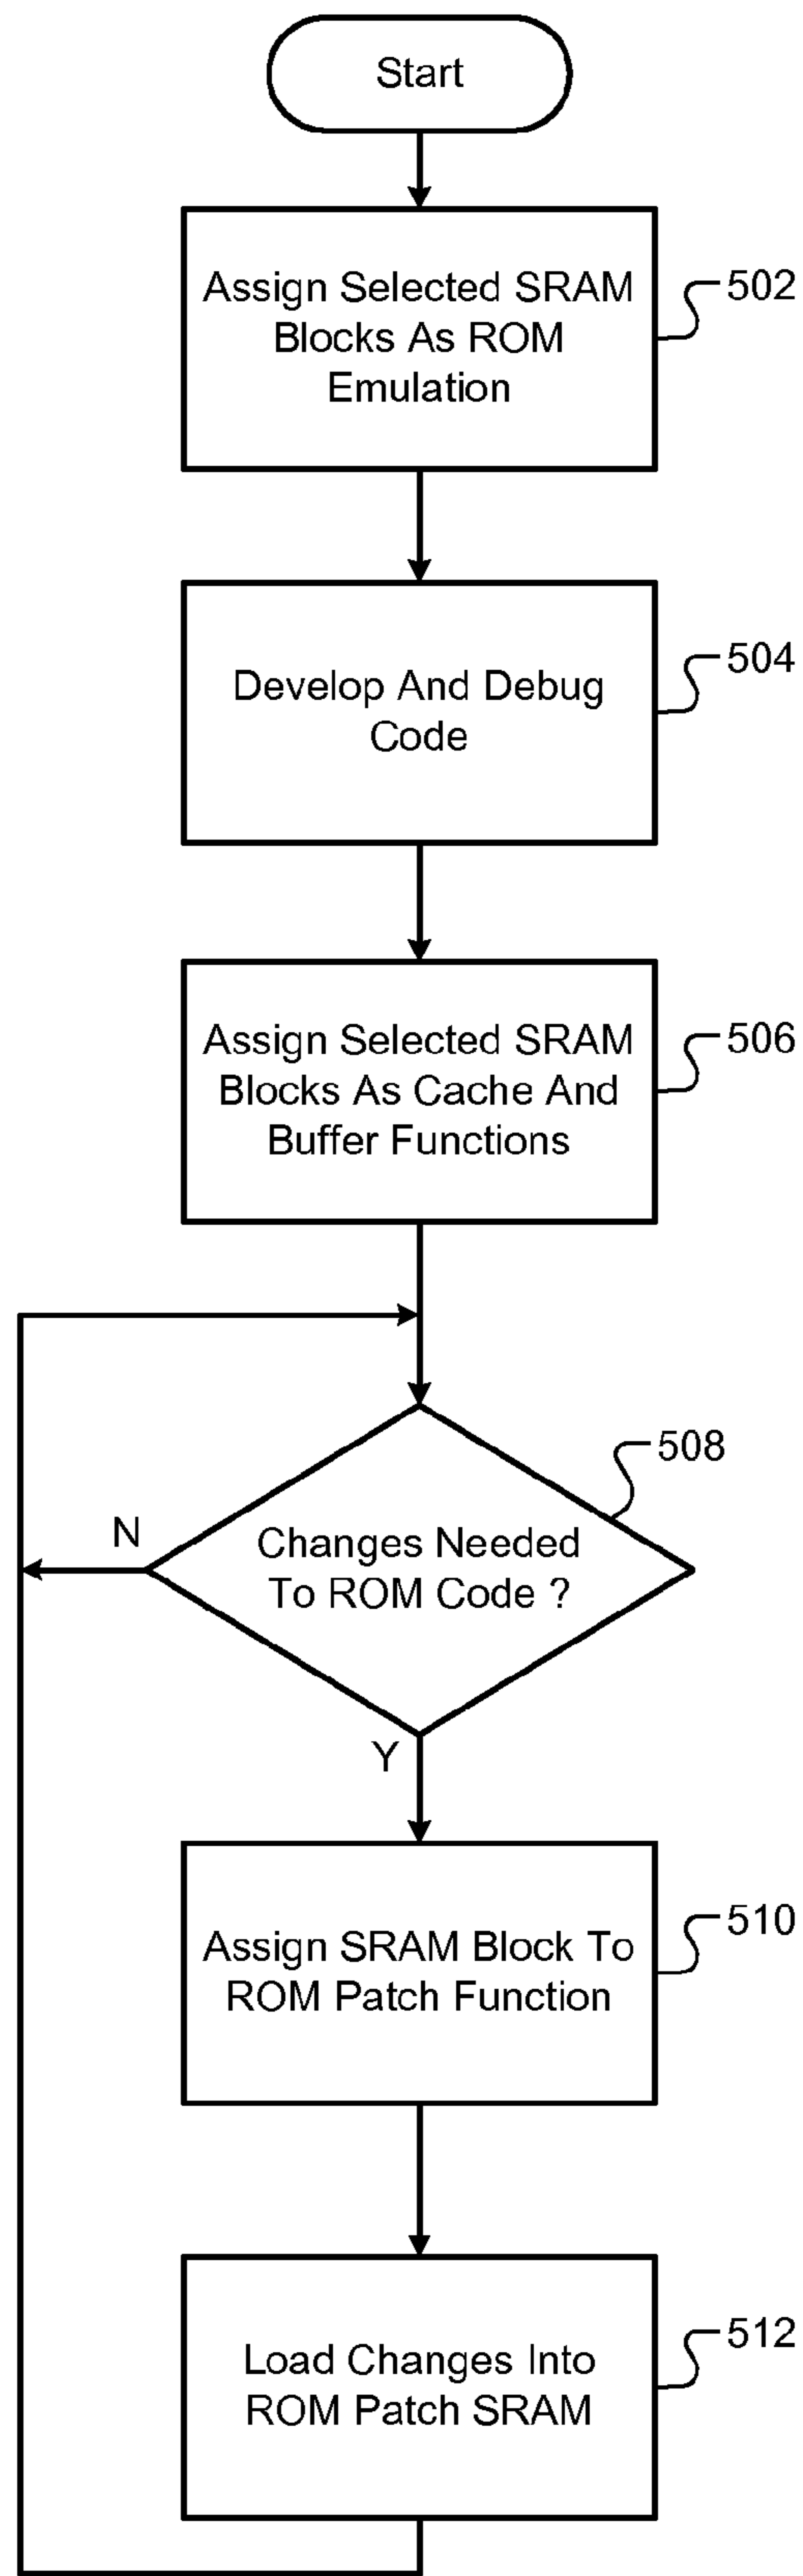 Start
Assign Selected SRAM
Blocks As ROM
Emulation
502
Develop And Debug
Code
504
Assign Selected SRAM
Blocks As Cache And
Buffer Functions
506
508
Changes Needed
To ROM Code ?
N
Y
Assign SRAM Block To
ROM Patch Function
510
Load Changes Into
ROM Patch SRAM
512